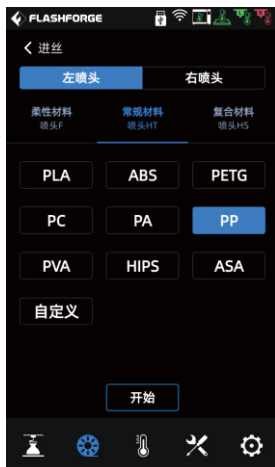 FLASHFORGE
进丝
左喷头 右喷头
柔性材料 常规材料 复合材料
喷头F 喷头HT 喷头HS
PLA ABS PETG
PC PA PP
PVA HIPS ASA
自定义
开始